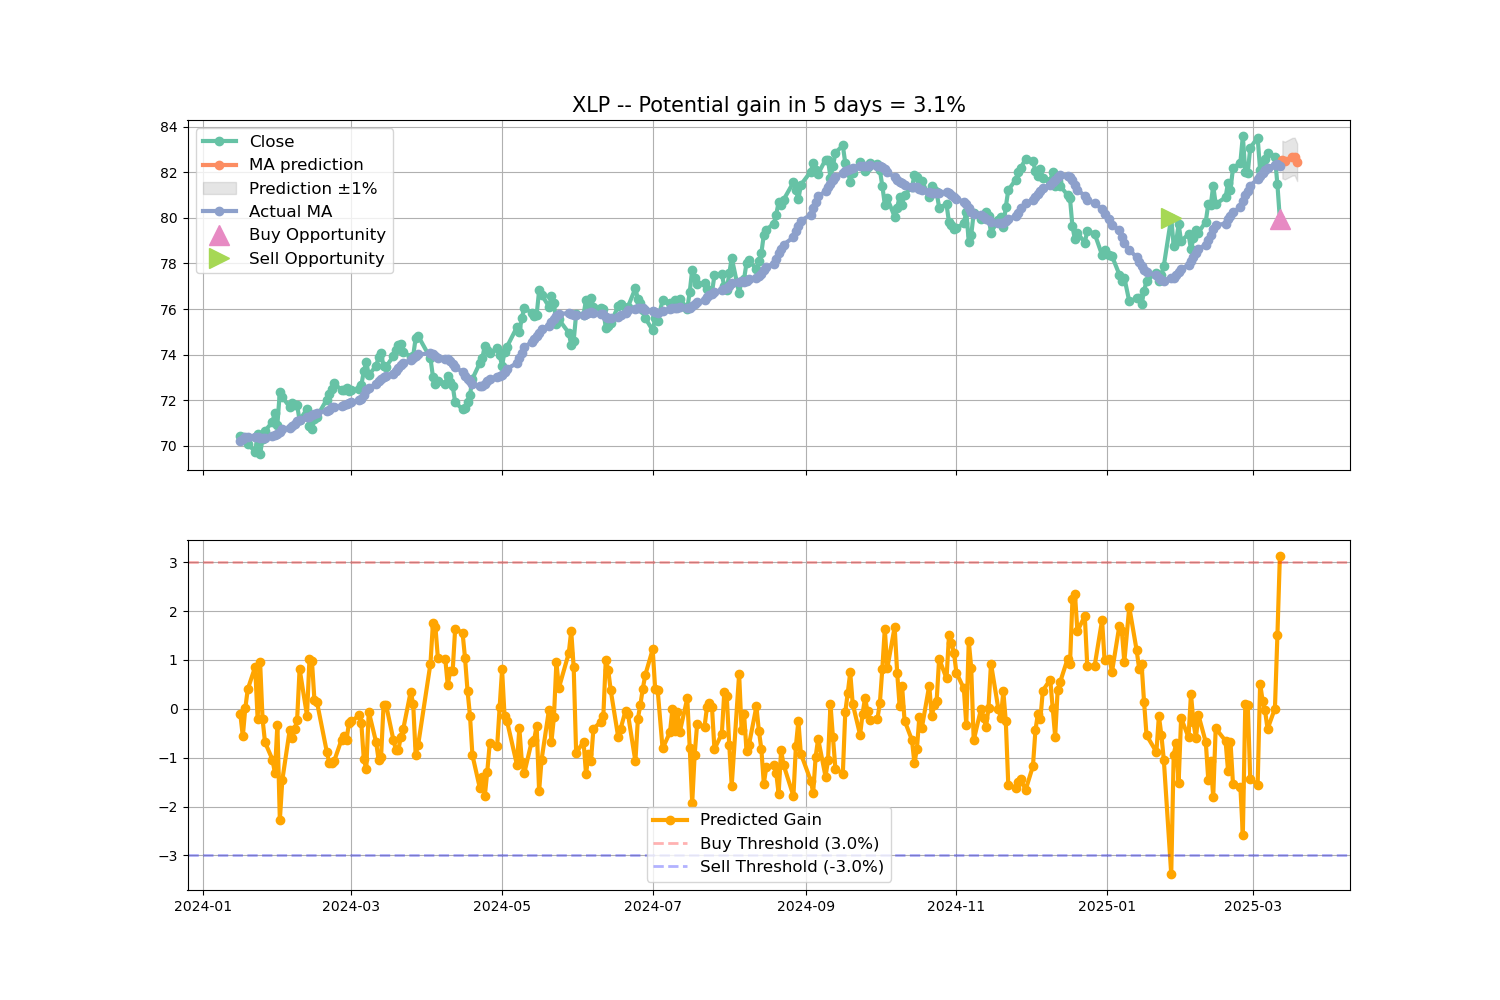 XLP -- Potential gain in 5 days = 3.1%
84
82
80
78
76
74
72
70
Close
MA prediction
Prediction ±1%
Actual MA
Buy Opportunity
Sell Opportunity
3
2
1
0
−1
−2
−3
Predicted Gain
Buy Threshold (3.0%)
Sell Threshold (-3.0%)
2024-01
2024-03
2024-05
2024-07
2024-09
2024-11
2025-01
2025-03